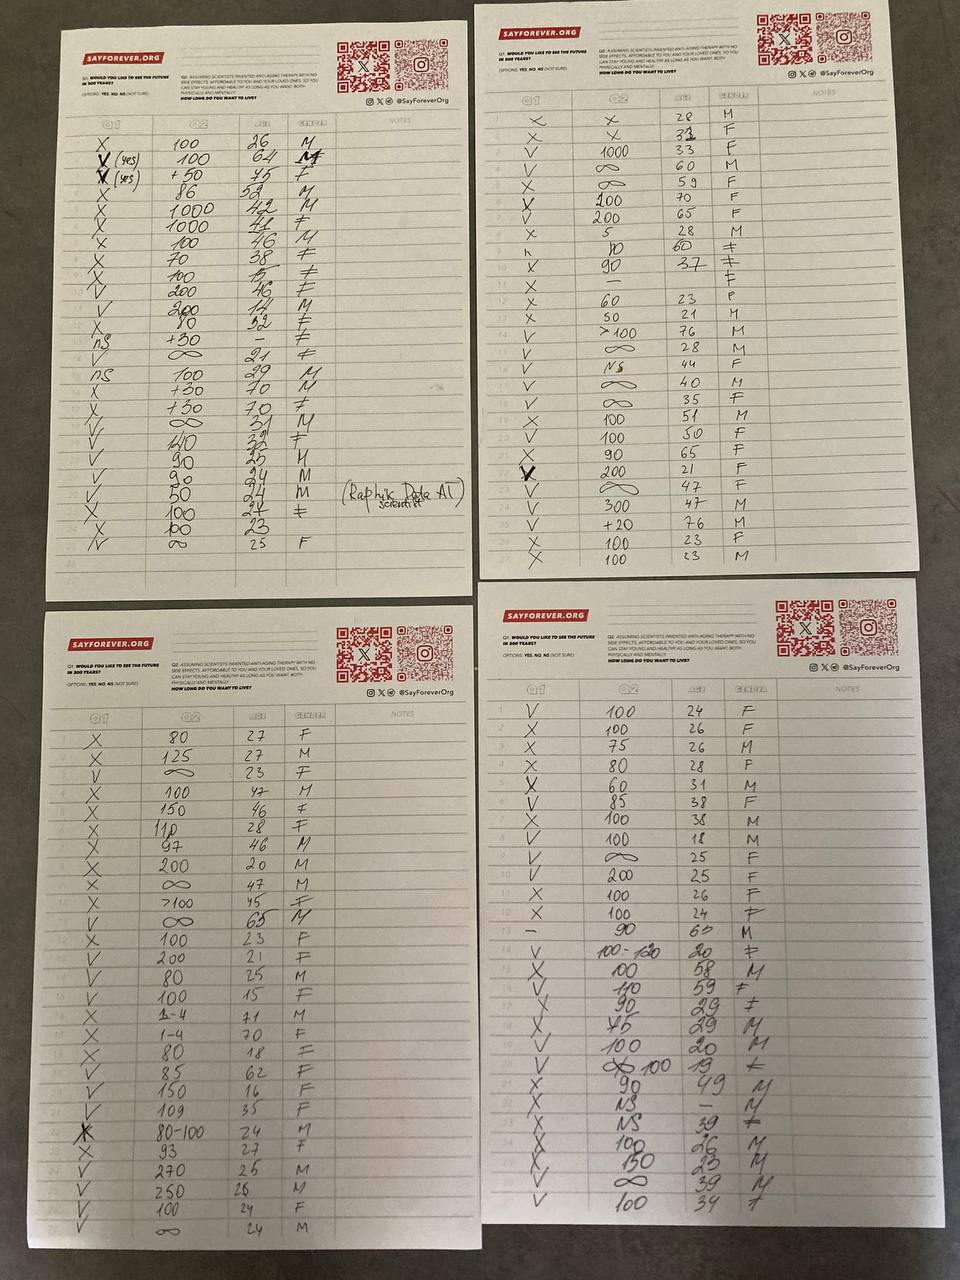 SAYFOREVER.ORG
Q1: WOULD YOU LIKE TO SEE THE FUTURE IN 300 YEARS?
OPTIONS: YES, NO, NS (NOT SURE)
Q2: ASSUMING SCIENTISTS INVENTED ANTI-AGING THERAPY WITH NO SIDE EFFECTS, AFFORDABLE TO YOU AND YOUR LOVED ONES, SO YOU CAN STAY YOUNG AND HEALTHY AS LONG AS YOU WANT, BOTH PHYSICALLY AND MENTALLY.
HOW LONG DO YOU WANT TO LIVE?
@SayForeverOrg
Q1 Q2 AGE GENDER NOTES
X 100 26 M
V (yes) 100 64
V (yes) +50 75 F
X 86 52 M
X 1000 42 M
X 1000 41 F
X 100 46 M
X 70 38 F
X 100 15 F
V 200 46 F
V 200 14 M
X 80 52 F
nS +30 – F
V ∞ 21 F
nS 100 29 M
X +30 70 M
X +30 70 F
V ∞ 31 M
V 140 32 F
V 90 25 M
V 90 24 M
V 50 24 M (Raphik Data AI scientist)
X 100 24 F
X 100 23
V ∞ 25 F
SAYFOREVER.ORG
Q1: WOULD YOU LIKE TO SEE THE FUTURE IN 300 YEARS?
OPTIONS: YES, NO, NS (NOT SURE)
Q2: ASSUMING SCIENTISTS INVENTED ANTI-AGING THERAPY WITH NO SIDE EFFECTS, AFFORDABLE TO YOU AND YOUR LOVED ONES, SO YOU CAN STAY YOUNG AND HEALTHY AS LONG AS YOU WANT, BOTH PHYSICALLY AND MENTALLY.
HOW LONG DO YOU WANT TO LIVE?
@SayForeverOrg
Q1 Q2 AGE GENDER NOTES
X X 28 M
X X 33 F
V 1000 33 F
V ∞ 60 M
X ∞ 59 F
X 200 70 F
V 200 65 F
X 5 28 M
n 80 60 F
X 90 37 F
X – F
X 60 23 F
X 50 21 M
V >100 76 M
V ∞ 28 M
V NS 44 F
V ∞ 40 M
V ∞ 35 F
X 100 51 M
V 100 50 F
X 90 65 F
V 200 21 F
V ∞ 47 F
V 300 47 M
V +20 76 M
X 100 23 F
X 100 23 M
SAYFOREVER.ORG
Q1: WOULD YOU LIKE TO SEE THE FUTURE IN 300 YEARS?
OPTIONS: YES, NO, NS (NOT SURE)
Q2: ASSUMING SCIENTISTS INVENTED ANTI-AGING THERAPY WITH NO SIDE EFFECTS, AFFORDABLE TO YOU AND YOUR LOVED ONES, SO YOU CAN STAY YOUNG AND HEALTHY AS LONG AS YOU WANT, BOTH PHYSICALLY AND MENTALLY.
HOW LONG DO YOU WANT TO LIVE?
@SayForeverOrg
Q1 Q2 AGE GENDER NOTES
X 80 27 F
X 125 27 M
V ∞ 23 F
X 100 47 M
X 150 46 F
X 110 28 F
X 97 46 M
X 200 20 M
X ∞ 47 M
X >100 45 F
V ∞ 65 M
X 100 23 F
V 200 21 F
V 80 25 M
V 100 15 F
X 3-4 71 M
X 1-4 70 F
X 80 18 F
V 85 62 F
V 150 16 F
V 109 35 F
X 80-100 24 M
X 93 27 F
V 270 25 M
V 250 26 M
V 100 24 F
V ∞ 24 M
SAYFOREVER.ORG
Q1: WOULD YOU LIKE TO SEE THE FUTURE IN 300 YEARS?
OPTIONS: YES, NO, NS (NOT SURE)
Q2: ASSUMING SCIENTISTS INVENTED ANTI-AGING THERAPY WITH NO SIDE EFFECTS, AFFORDABLE TO YOU AND YOUR LOVED ONES, SO YOU CAN STAY YOUNG AND HEALTHY AS LONG AS YOU WANT, BOTH PHYSICALLY AND MENTALLY.
HOW LONG DO YOU WANT TO LIVE?
@SayForeverOrg
Q1 Q2 AGE GENDER NOTES
V 100 24 F
X 100 26 F
X 75 26 M
X 80 28 F
X 60 31 M
V 85 38 F
X 100 38 M
V 100 18 M
V ∞ 25 F
V 200 25 F
X 100 26 F
X 100 24 F
– 90 65 M
V 100-120 20 F
X 100 58 M
V 110 59 F
X 90 29 F
X 75 29 M
V 100 20 M
V 100 19 F
X 90 49 M
X NS – M
X NS 39 F
X 100 26 M
X 150 23 M
V ∞ 39 M
V 100 34 F